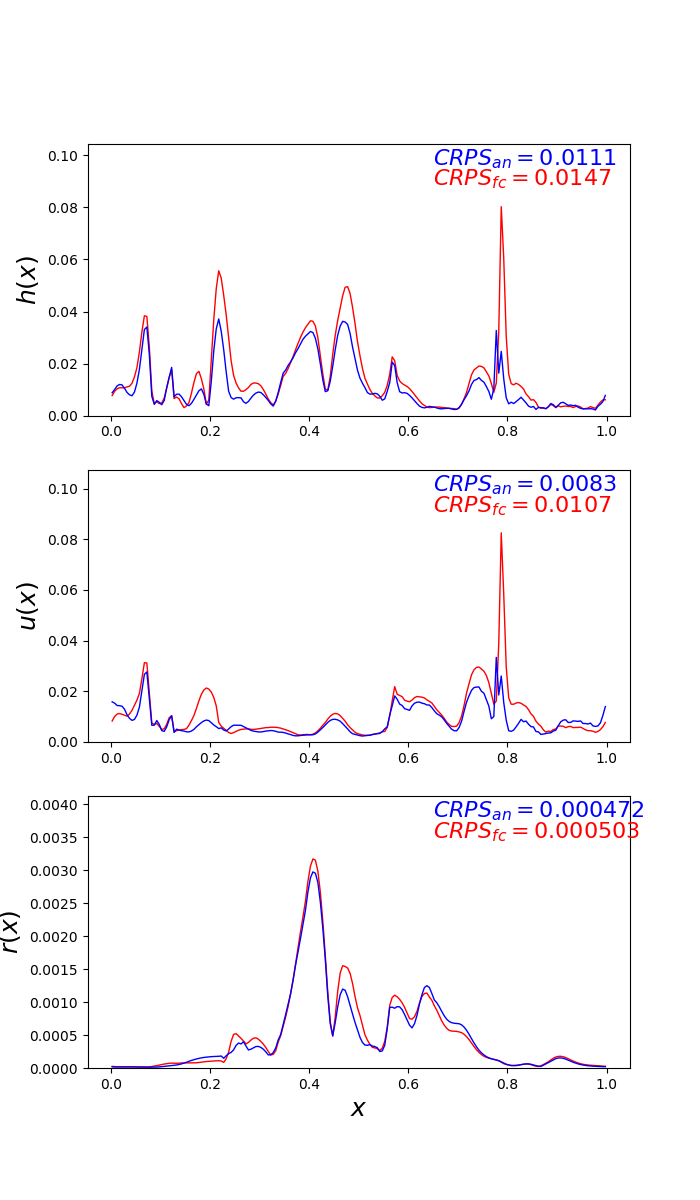 CRPS_an = 0.0111
CRPS_fc = 0.0147
0.10
0.08
0.06
0.04
0.02
0.00
h(x)
0.0 0.2 0.4 0.6 0.8 1.0
CRPS_an = 0.0083
CRPS_fc = 0.0107
0.10
0.08
0.06
0.04
0.02
0.00
u(x)
0.0 0.2 0.4 0.6 0.8 1.0
CRPS_an = 0.000472
CRPS_fc = 0.000503
0.0040
0.0035
0.0030
0.0025
0.0020
0.0015
0.0010
0.0005
0.0000
r(x)
0.0 0.2 0.4 0.6 0.8 1.0
x